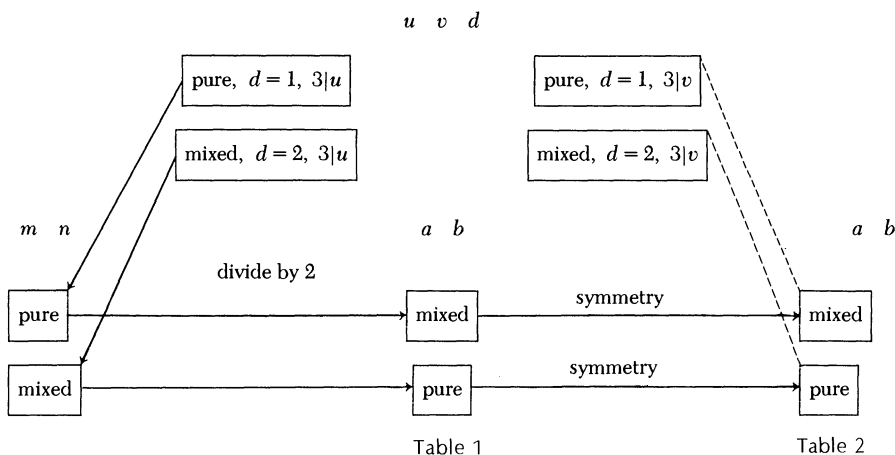 u v d
pure, d = 1, 3|u pure, d = 1, 3|v
mixed, d = 2, 3|u mixed, d = 2, 3|v
m n a b a b
divide by 2
symmetry
pure mixed mixed
symmetry
mixed pure pure
Table 1 Table 2